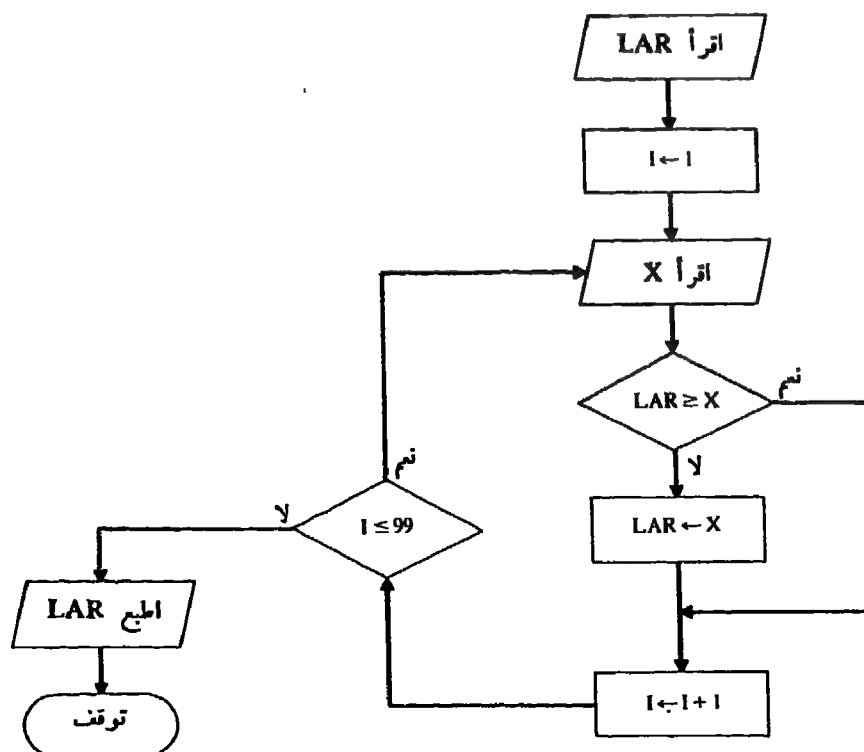 اقرأ LAR
I ← 1
اقرأ X
LAR ≥ X
نعم
لا
LAR ← X
I ← I + 1
I ≤ 99
نعم
لا
اطبع LAR
توقف